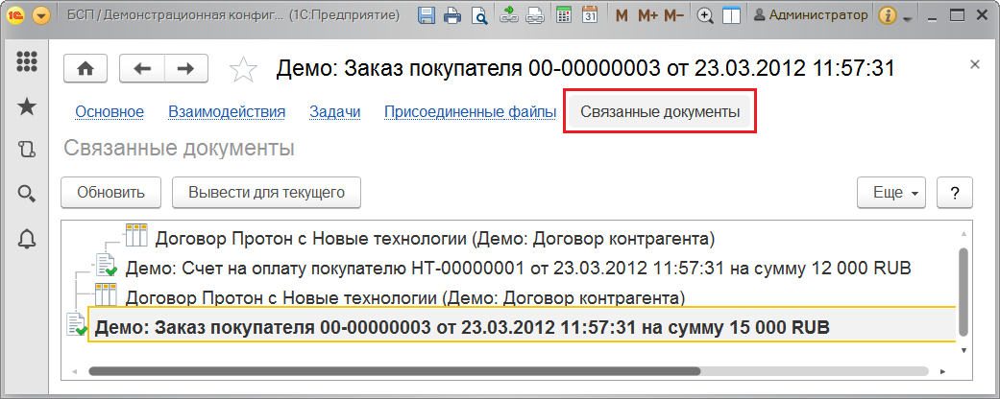 БСП / Демонстрационная конфиг... (1С:Предприятие) M M+ M- Администратор
Демо: Заказ покупателя 00-00000003 от 23.03.2012 11:57:31
Основное Взаимодействия Задачи Присоединенные файлы Связанные документы
Связанные документы
Обновить Вывести для текущего Еще ?
Договор Протон с Новые технологии (Демо: Договор контрагента)
Демо: Счет на оплату покупателю НТ-00000001 от 23.03.2012 11:57:31 на сумму 12 000 RUB
Договор Протон с Новые технологии (Демо: Договор контрагента)
Демо: Заказ покупателя 00-00000003 от 23.03.2012 11:57:31 на сумму 15 000 RUB